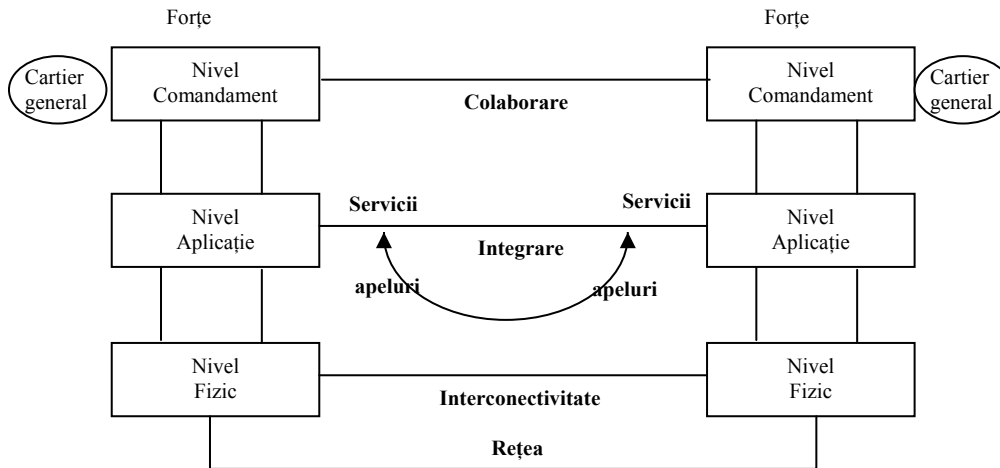 Forțe
Forțe
Cartier
general
Nivel
Comandament
Colaborare
Nivel
Comandament
Cartier
general
Servicii
Servicii
Nivel
Aplicație
Integrare
Nivel
Aplicație
apeluri
apeluri
Nivel
Fizic
Interconectivitate
Nivel
Fizic
Rețea